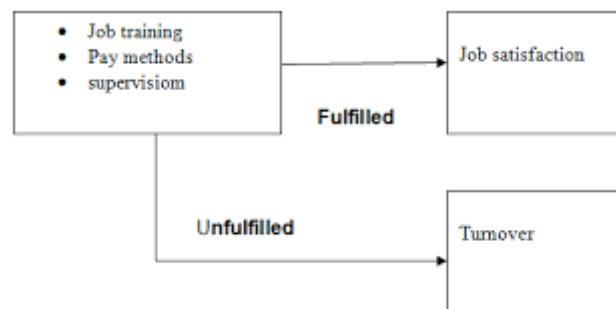 Job training
Pay methods
supervisiom
Job satisfaction
Fulfilled
Unfulfilled
Turnover